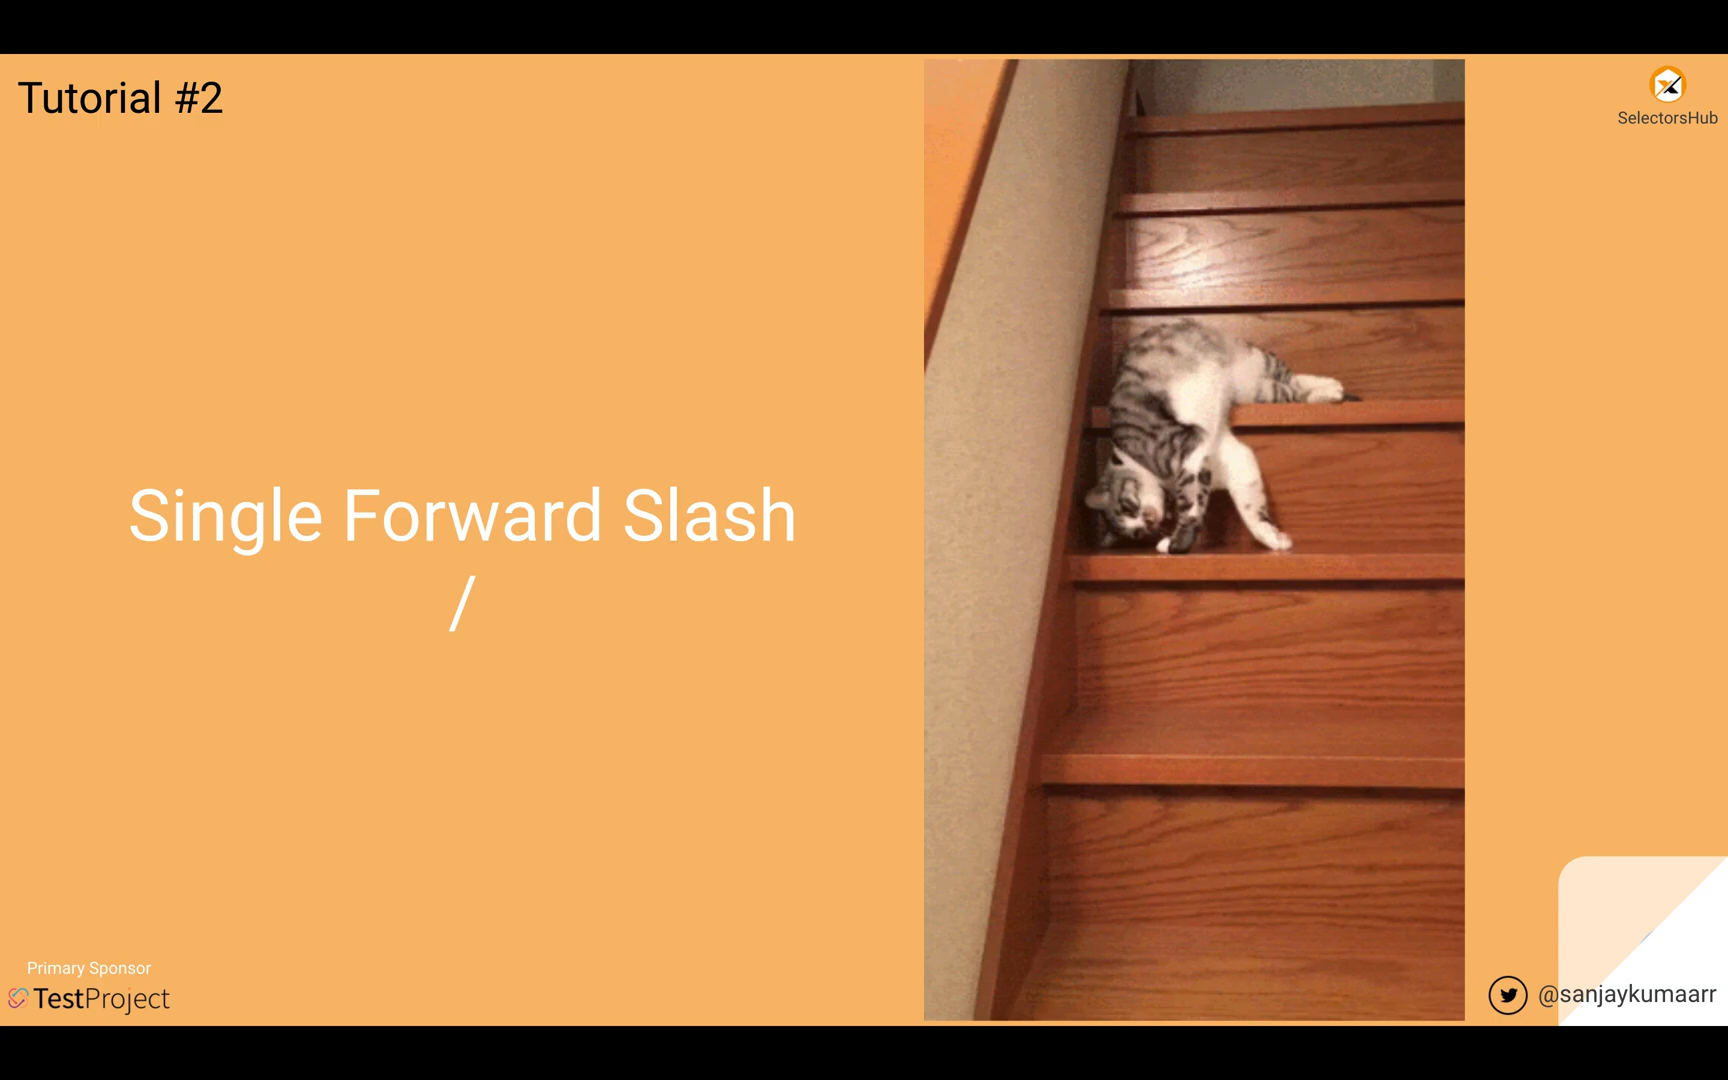 Tutorial #2
SelectorsHub
Single Forward Slash
/
Primary Sponsor
TestProject
@sanjaykumaarr